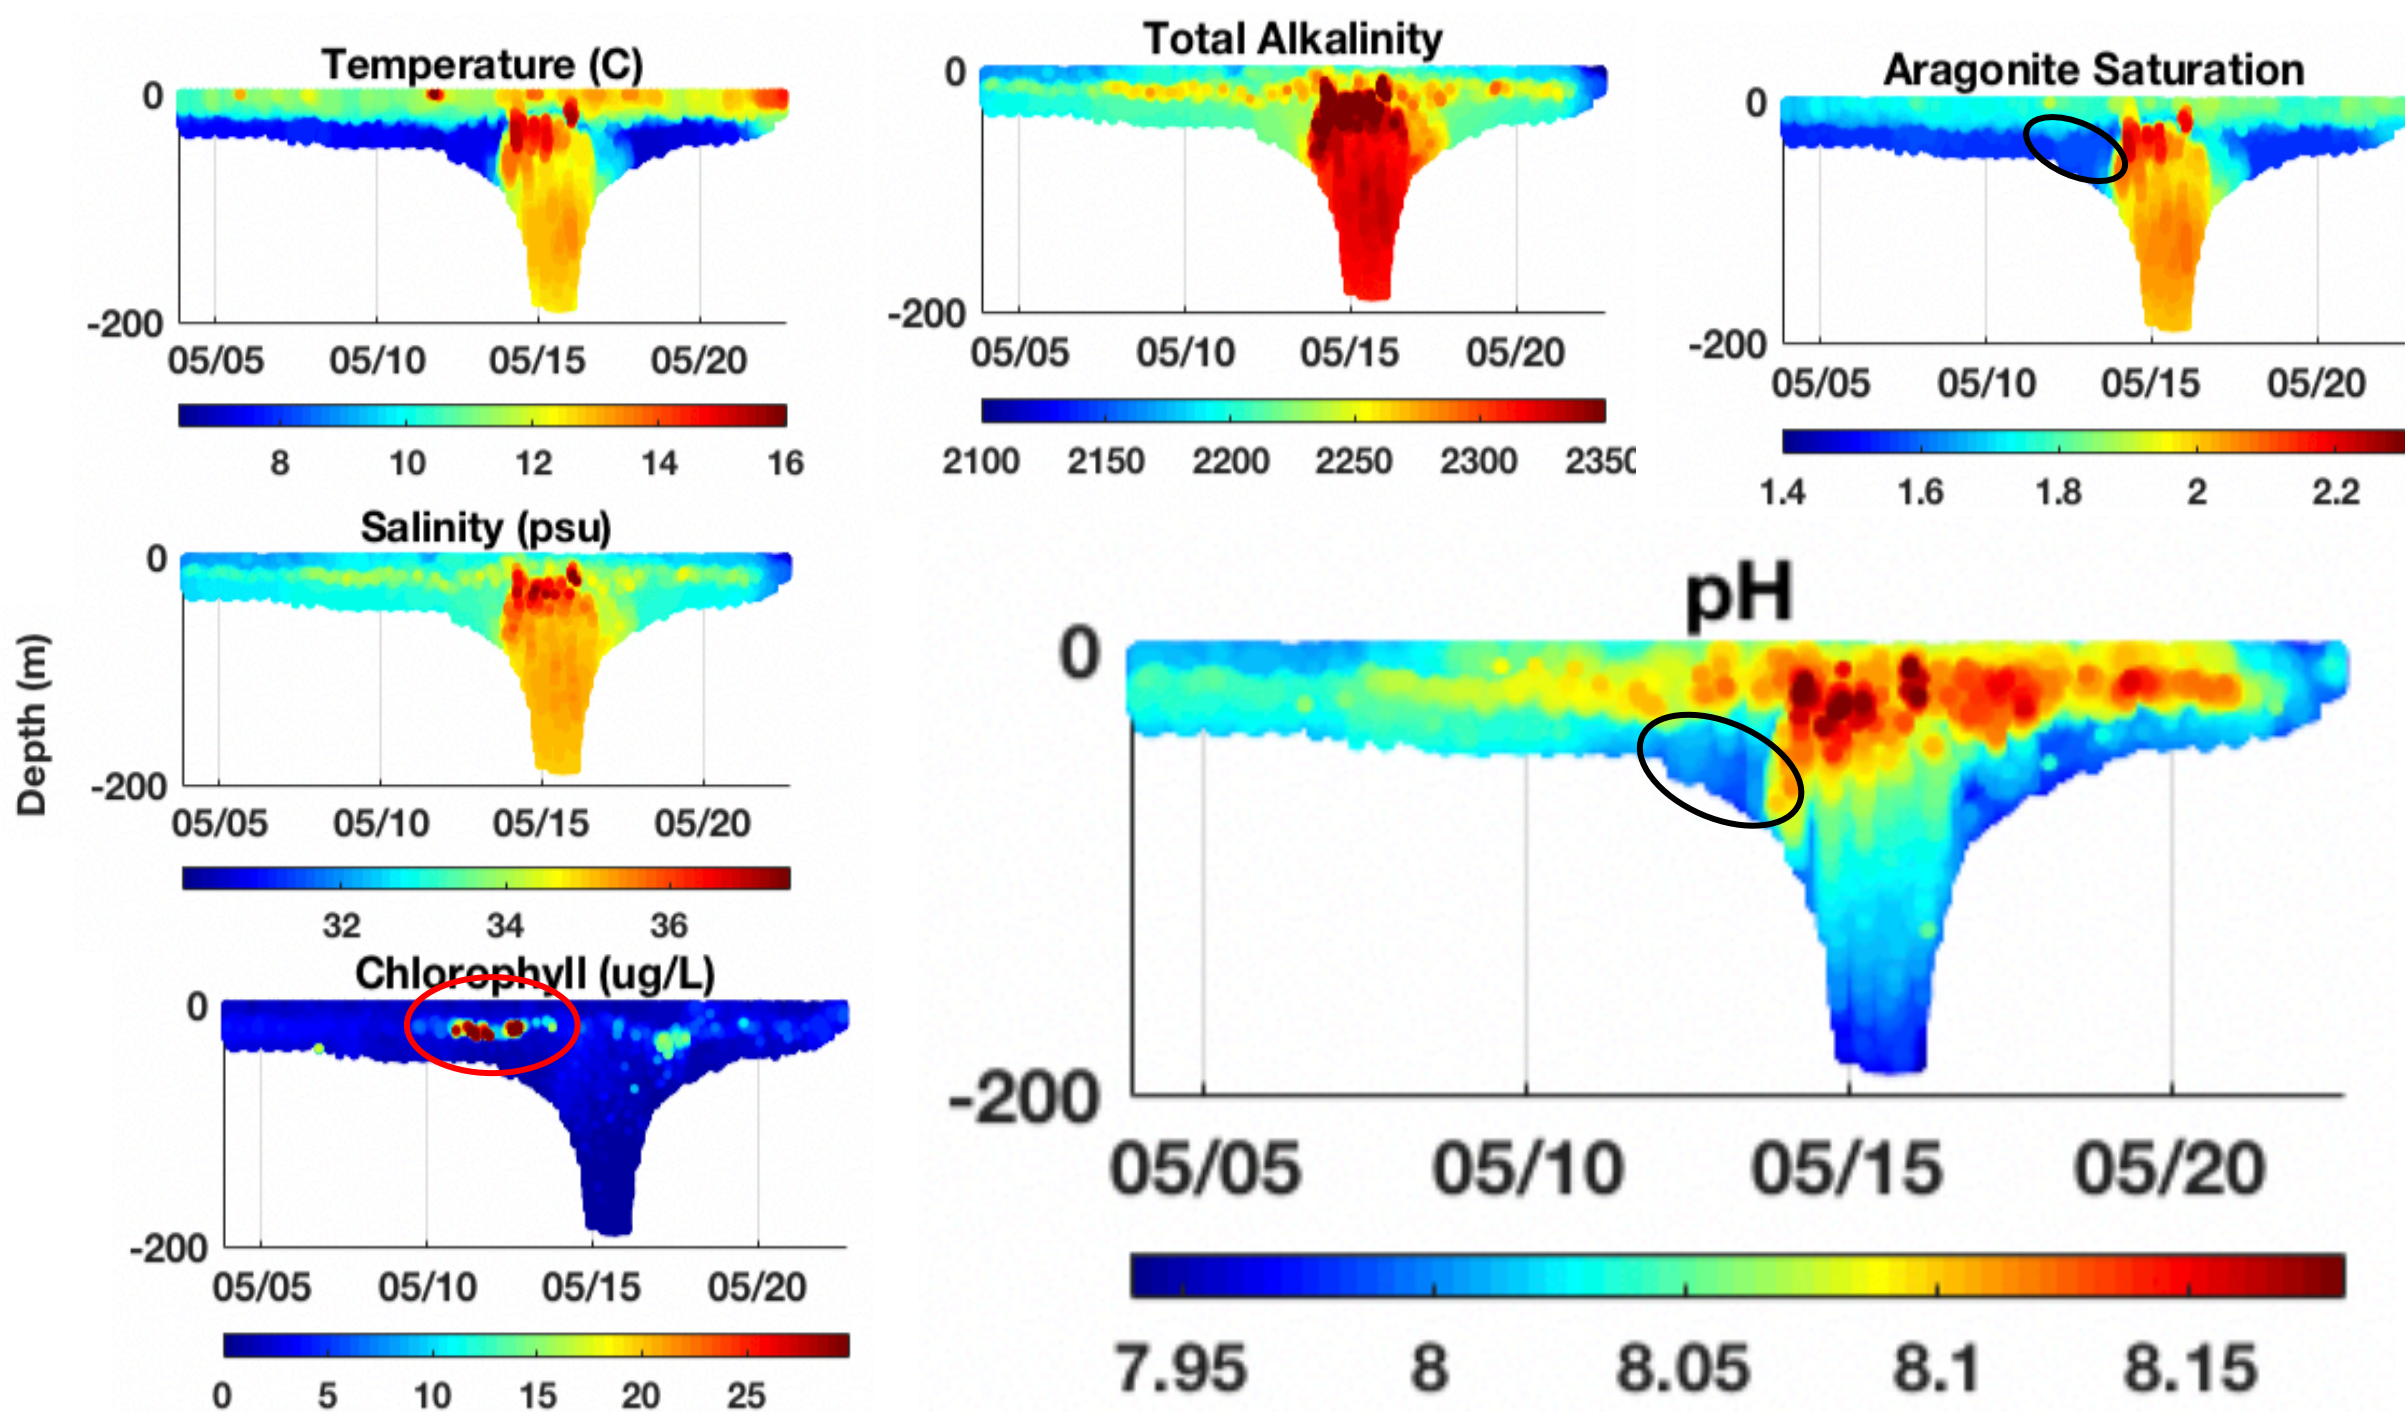 Temperature (C)
0
-200
05/05 05/10 05/15 05/20
8 10 12 14 16
Total Alkalinity
0
-200
05/05 05/10 05/15 05/20
2100 2150 2200 2250 2300 2350
Aragonite Saturation
0
-200
05/05 05/10 05/15 05/20
1.4 1.6 1.8 2 2.2
Depth (m)
Salinity (psu)
0
-200
05/05 05/10 05/15 05/20
32 34 36
Chlorophyll (ug/L)
0
-200
05/05 05/10 05/15 05/20
0 5 10 15 20 25
pH
0
-200
05/05 05/10 05/15 05/20
7.95 8 8.05 8.1 8.15